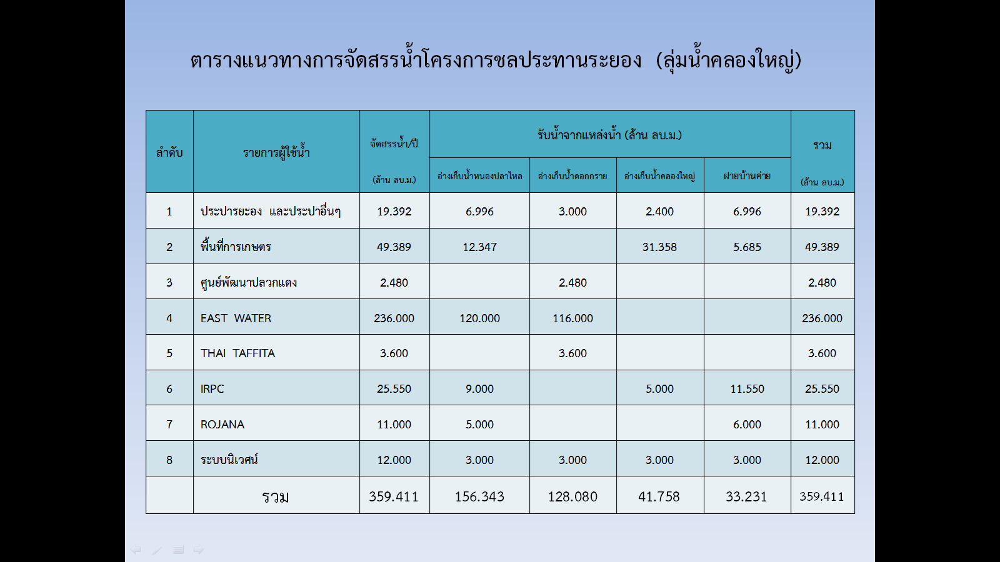 ตารางแนวทางการจัดสรรน้ำโครงการชลประทานระยอง (ลุ่มน้ำคลองใหญ่)
ลำดับ รายการผู้ใช้น้ำ จัดสรรน้ำ/ปี (ล้าน ลบ.ม.) รับน้ำจากแหล่งน้ำ (ล้าน ลบ.ม.) รวม (ล้าน ลบ.ม.)
อ่างเก็บน้ำหนองปลาไหล อ่างเก็บน้ำดอกกราย อ่างเก็บน้ำคลองใหญ่ ฝายบ้านค่าย
1 ประปารยะอง และประปาอื่นๆ 19.392 6.996 3.000 2.400 6.996 19.392
2 พื้นที่การเกษตร 49.389 12.347 31.358 5.685 49.389
3 ศูนย์พัฒนาปลวกแดง 2.480 2.480 2.480
4 EAST WATER 236.000 120.000 116.000 236.000
5 THAI TAFFITA 3.600 3.600 3.600
6 IRPC 25.550 9.000 5.000 11.550 25.550
7 ROJANA 11.000 5.000 6.000 11.000
8 ระบบนิเวศน์ 12.000 3.000 3.000 3.000 3.000 12.000
รวม 359.411 156.343 128.080 41.758 33.231 359.411